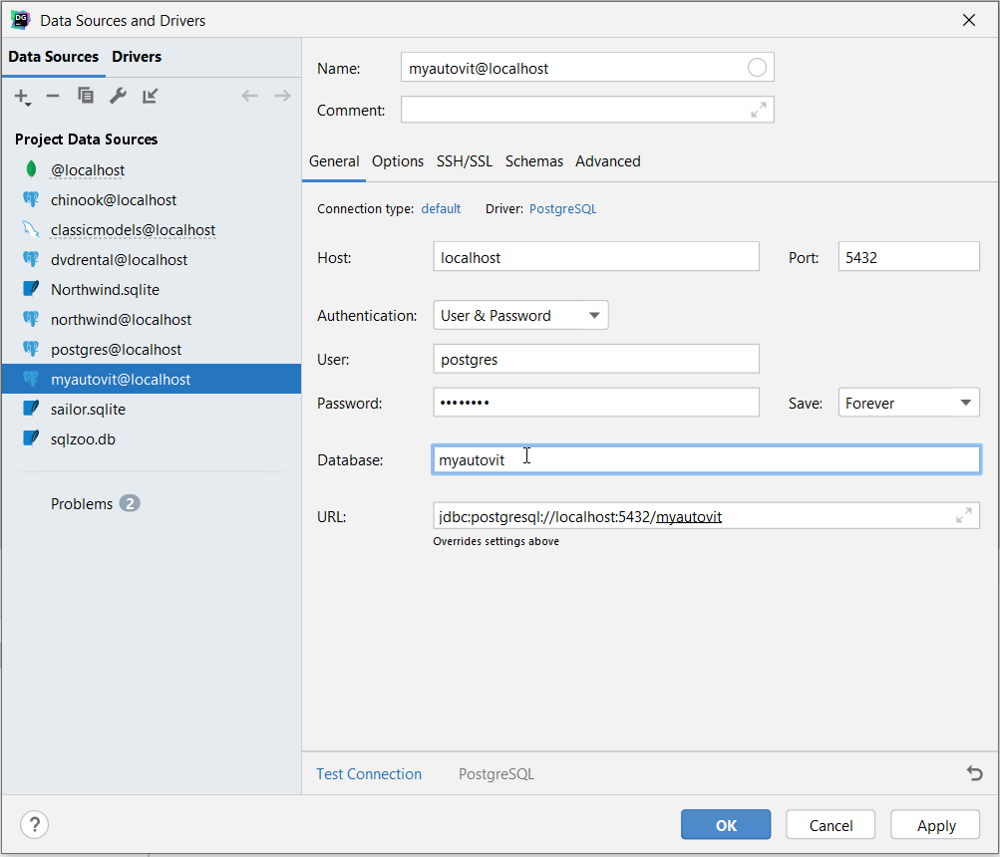 DG Data Sources and Drivers
Data Sources Drivers
Project Data Sources
@localhost
chinook@localhost
classicmodels@localhost
dvdrental@localhost
Northwind.sqlite
northwind@localhost
postgres@localhost
myautovit@localhost
sailor.sqlite
sqlzoo.db
Problems 2
Name: myautovit@localhost
Comment:
General Options SSH/SSL Schemas Advanced
Connection type: default Driver: PostgreSQL
Host: localhost Port: 5432
Authentication: User & Password
User: postgres
Password: •••••••• Save: Forever
Database: myautovit
URL: jdbc:postgresql://localhost:5432/myautovit
Overrides settings above
Test Connection PostgreSQL
? OK Cancel Apply